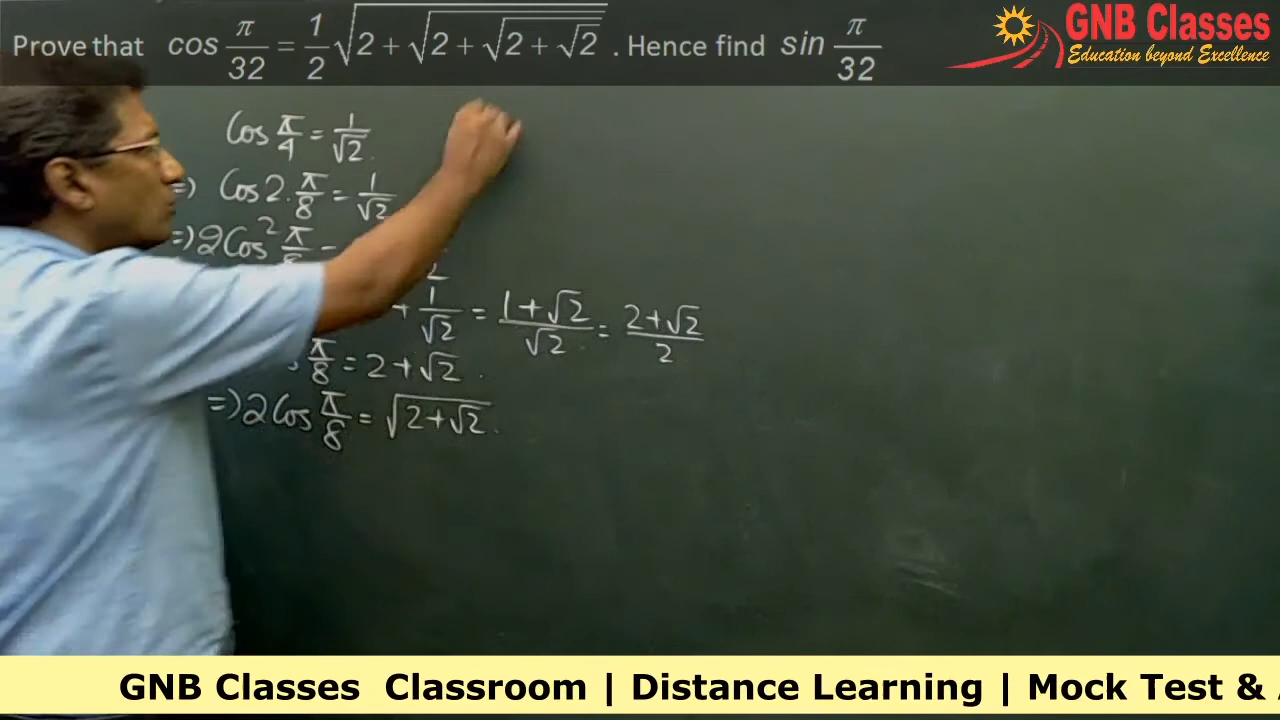 Prove that cos π/32 = 1/2 √(2 + √(2 + √(2 + √2))) . Hence find sin π/32
GNB Classes
Education beyond Excellence
Cos π/4 = 1/√2.
=) Cos 2. π/8 = 1/√2
=) 2Cos² π/8 -
+ 1/√2 = (1+√2)/√2 = (2+√2)/2
π/8 = 2+√2 .
=) 2Cos π/8 = √(2+√2).
GNB Classes Classroom | Distance Learning | Mock Test &